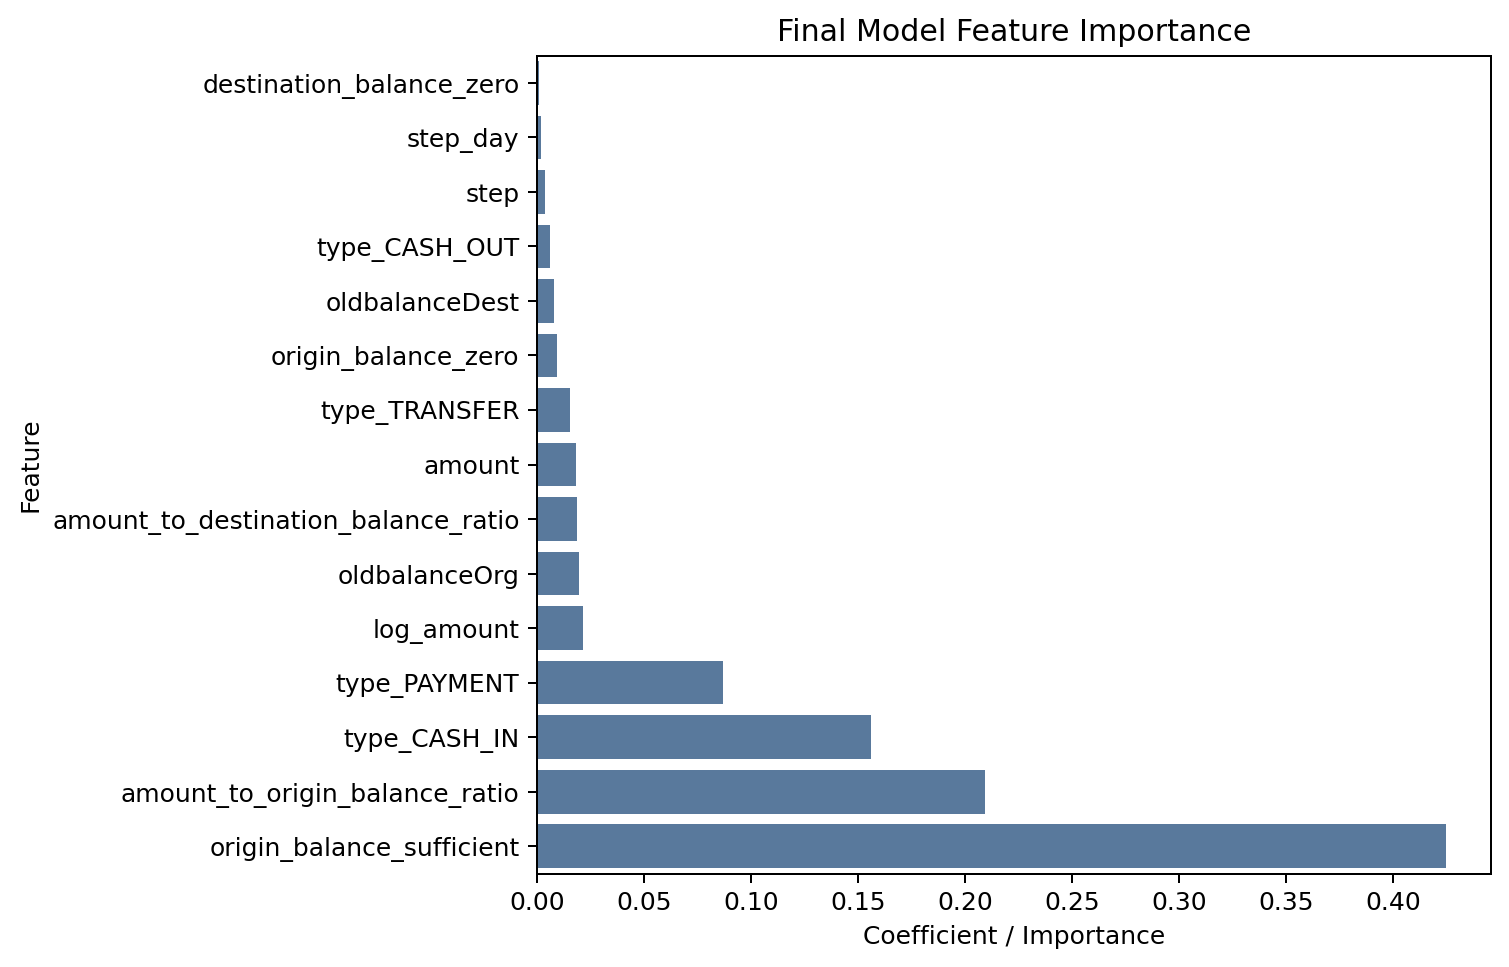 Final Model Feature Importance
destination_balance_zero
step_day
step
type_CASH_OUT
oldbalanceDest
origin_balance_zero
type_TRANSFER
amount
amount_to_destination_balance_ratio
oldbalanceOrg
log_amount
type_PAYMENT
type_CASH_IN
amount_to_origin_balance_ratio
origin_balance_sufficient
Feature
0.00 0.05 0.10 0.15 0.20 0.25 0.30 0.35 0.40
Coefficient / Importance